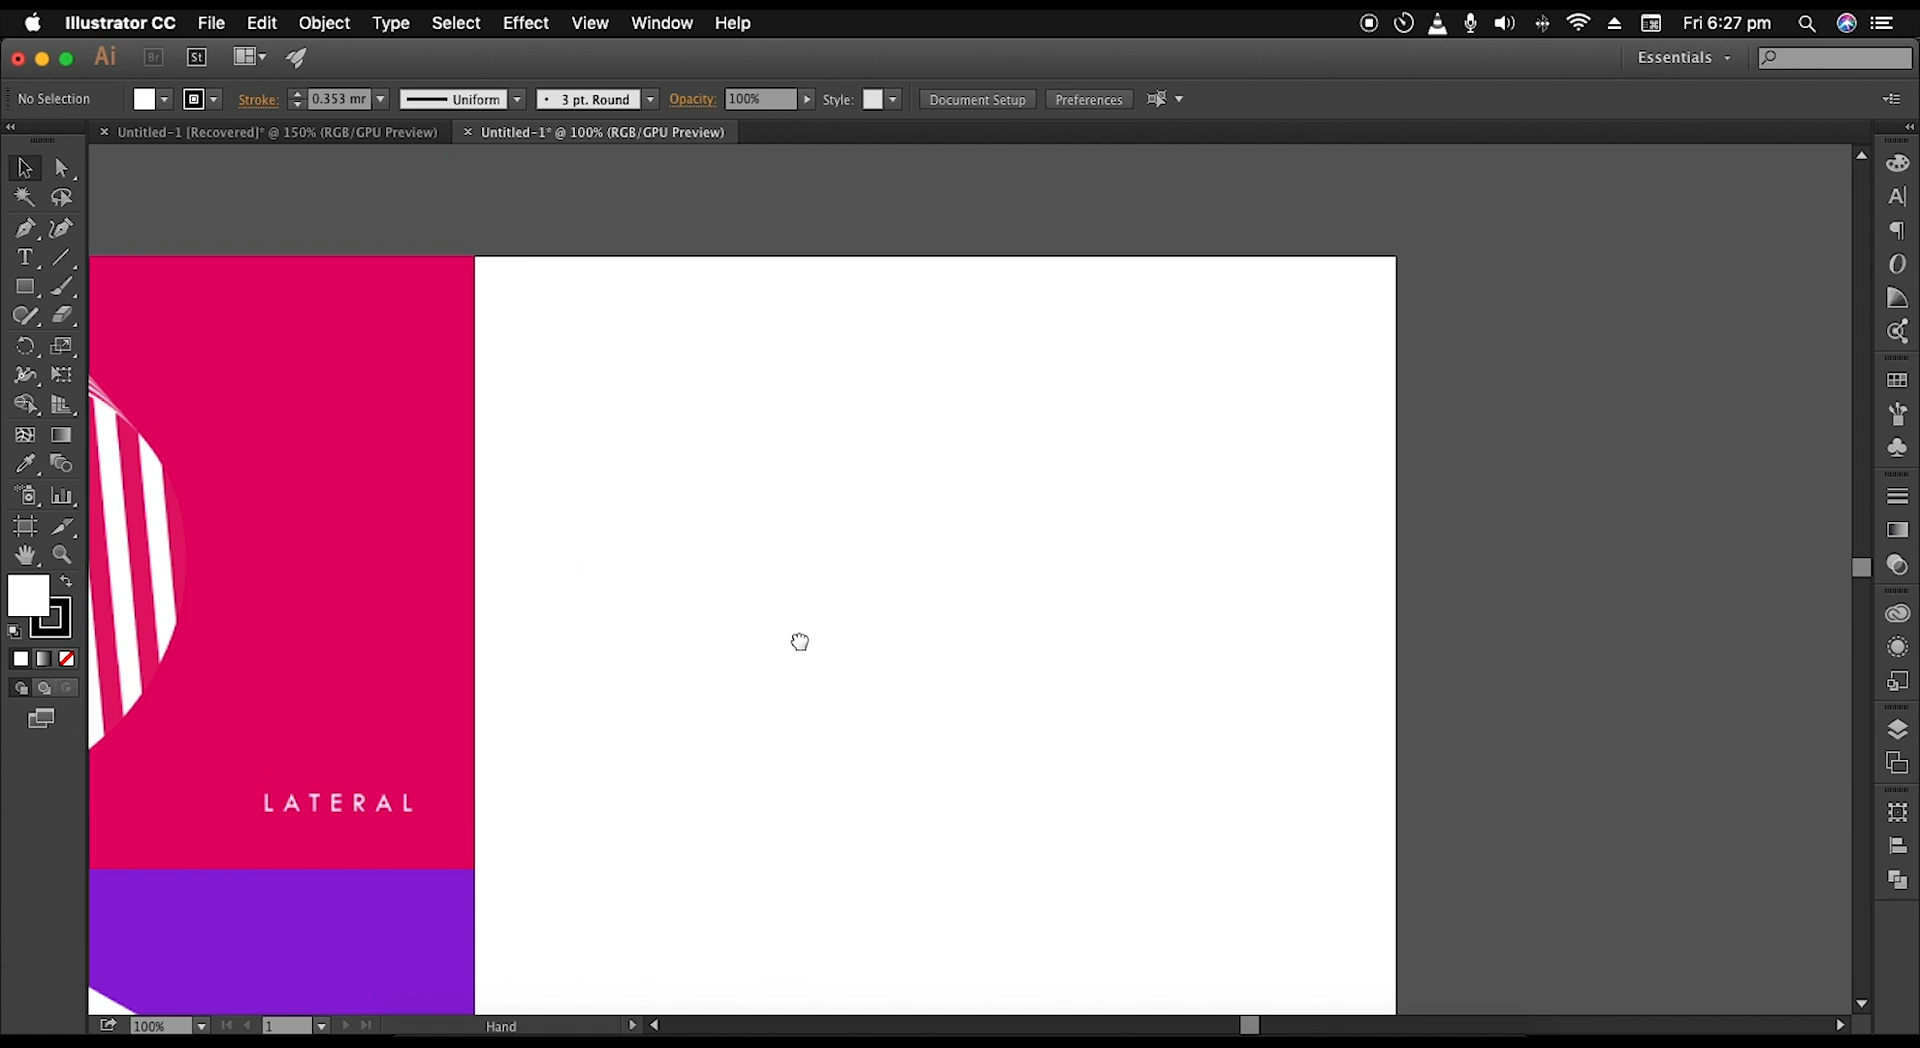 Illustrator CC File Edit Object Type Select Effect View Window Help Fri 6:27 pm
Ai Br St Essentials
No Selection Stroke: 0.353 mr Uniform 3 pt. Round Opacity: 100% Style: Document Setup Preferences
Untitled-1 [Recovered]* @ 150% (RGB/GPU Preview) Untitled-1* @ 100% (RGB/GPU Preview)
LATERAL
100% 1 Hand